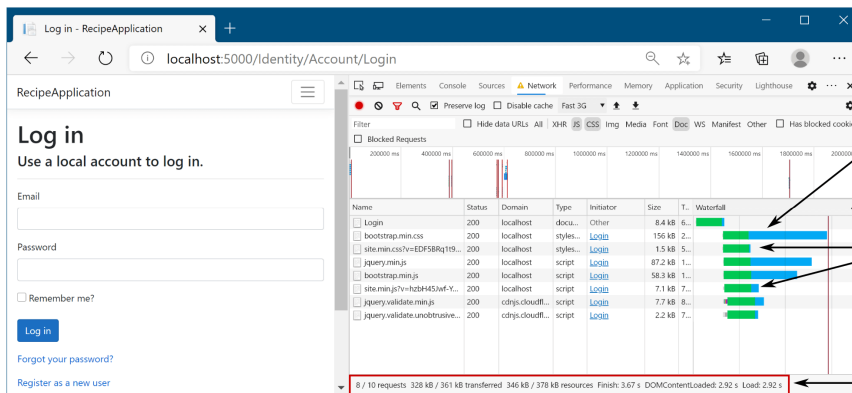 Log in - RecipeApplication
localhost:5000/Identity/Account/Login
RecipeApplication
Log in
Use a local account to log in.
Email
Password
Remember me?
Log in
Forgot your password?
Register as a new user
Elements Console Sources Network Performance Memory Application Security Lighthouse
Preserve log Disable cache Fast 3G
Filter Hide data URLs All XHR JS CSS Img Media Font Doc WS Manifest Other Has blocked cookie
Blocked Requests
200000 ms 400000 ms 600000 ms 800000 ms 1000000 ms 1200000 ms 1400000 ms 1600000 ms 1800000 ms 200000
Name Status Domain Type Initiator Size T.. Waterfall
Login 200 localhost docu... Other 8.4 kB 6...
bootstrap.min.css 200 localhost styles... Login 156 kB 2...
site.min.css?v=EDF5BRq1t9... 200 localhost styles... Login 1.5 kB 5...
jquery.min.js 200 localhost script Login 87.2 kB 1...
bootstrap.min.js 200 localhost script Login 58.3 kB 1...
site.min.js?v=hzbH45Jwf-Y... 200 localhost script Login 7.1 kB 7...
jquery.validate.min.js 200 cdnjs.cloudfl... script Login 7.7 kB 8...
jquery.validate.unobtrusive... 200 cdnjs.cloudfl... script Login 2.2 kB 7...
8 / 10 requests 328 kB / 361 kB transferred 346 kB / 378 kB resources Finish: 3.67 s DOMContentLoaded: 2.92 s Load: 2.92 s